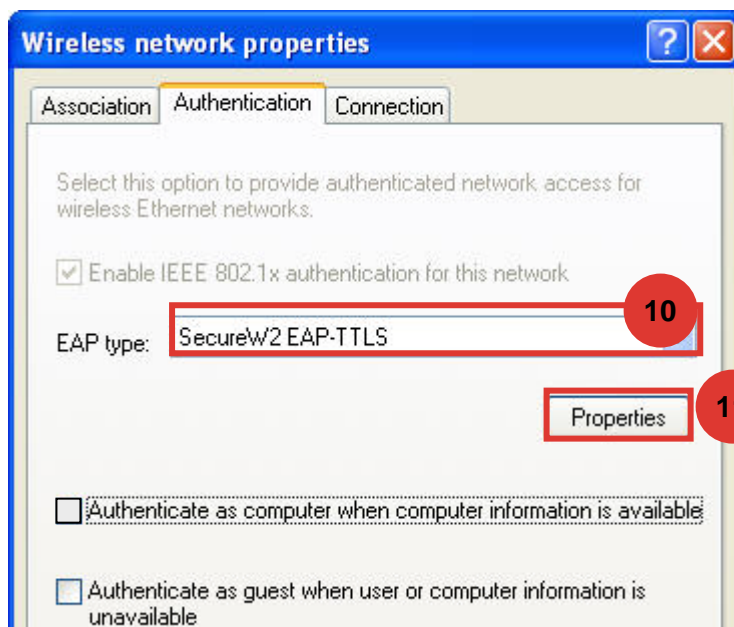 Wireless network properties
Association Authentication Connection
Select this option to provide authenticated network access for
wireless Ethernet networks.
Enable IEEE 802.1x authentication for this network
10
EAP type: SecureW2 EAP-TTLS
Properties
Authenticate as computer when computer information is available
Authenticate as guest when user or computer information is
unavailable